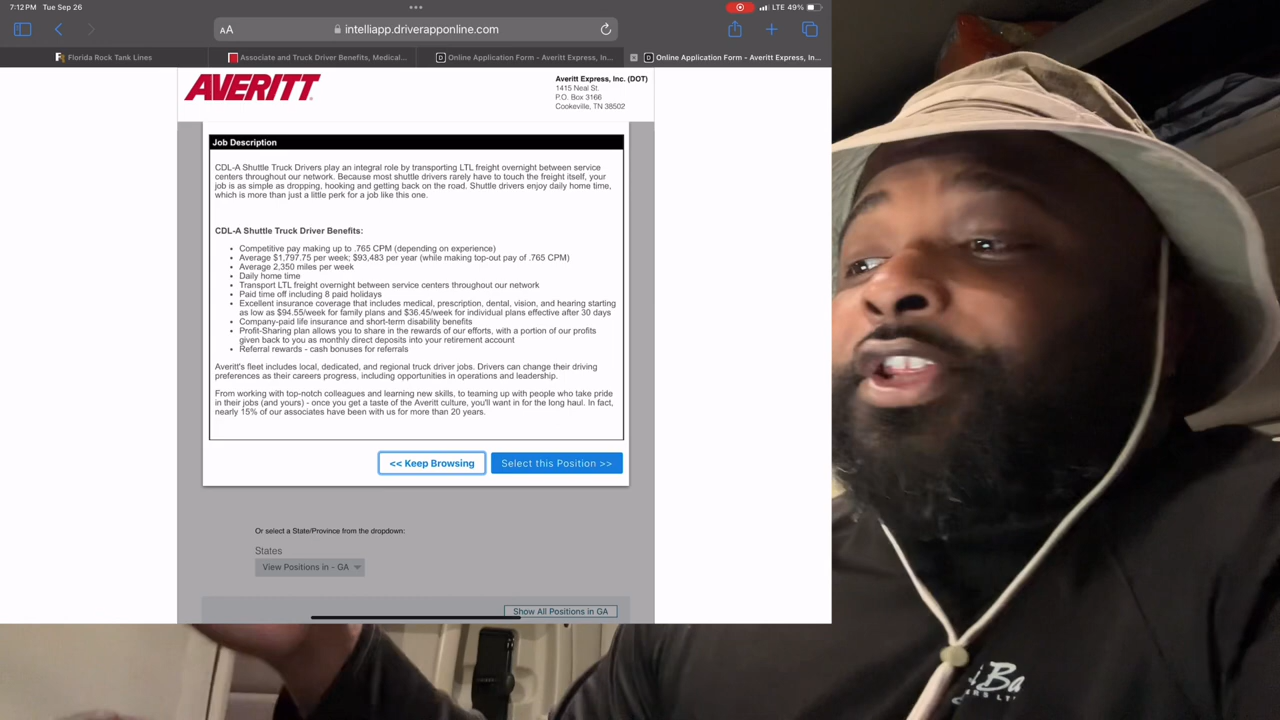 7:12 PM Tue Sep 26
LTE 49%
AA
intelliapp.driverapponline.com
Florida Rock Tank Lines
Associate and Truck Driver Benefits, Medical...
Online Application Form - Averitt Express, In...
Online Application Form - Averitt Express, In...
AVERITT
Averitt Express, Inc. (DOT)
1415 Neal St.
P.O. Box 3166
Cookeville, TN 38502
Job Description
CDL-A Shuttle Truck Drivers play an integral role by transporting LTL freight overnight between service
centers throughout our network. Because most shuttle drivers rarely have to touch the freight itself, your
job is as simple as dropping, hooking and getting back on the road. Shuttle drivers enjoy daily home time,
which is more than just a little perk for a job like this one.
CDL-A Shuttle Truck Driver Benefits:
• Competitive pay making up to .765 CPM (depending on experience)
• Average $1,797.75 per week; $93,483 per year (while making top-out pay of .765 CPM)
• Average 2,350 miles per week
• Daily home time
• Transport LTL freight between service centers throughout our network
• Paid time off including 8 paid holidays
• Excellent insurance coverage that includes medical, prescription, dental, vision, and hearing starting
as low as $94.55/week for family plans and $36.45/week for individual plans effective after 30 days
• Company-paid life insurance and short-term disability benefits
• Profit-Sharing plan allows you to share in the rewards of our efforts, with a portion of our profits
given back to you as monthly direct deposits into your retirement account
• Referral rewards - cash bonuses for referrals
Averitt's fleet includes local, dedicated, and regional truck driver jobs. Drivers can change their driving
preferences as their careers progress, including opportunities in operations and leadership.
From working with top-notch colleagues and learning new skills, to teaming up with people who take pride
in their jobs (and yours) - once you get a taste of the Averitt culture, you'll want in for the long haul. In fact,
nearly 15% of our associates have been with us for more than 20 years.
<< Keep Browsing
Select this Position >>
Or select a State/Province from the dropdown:
States
View Positions in - GA
Show All Positions in GA